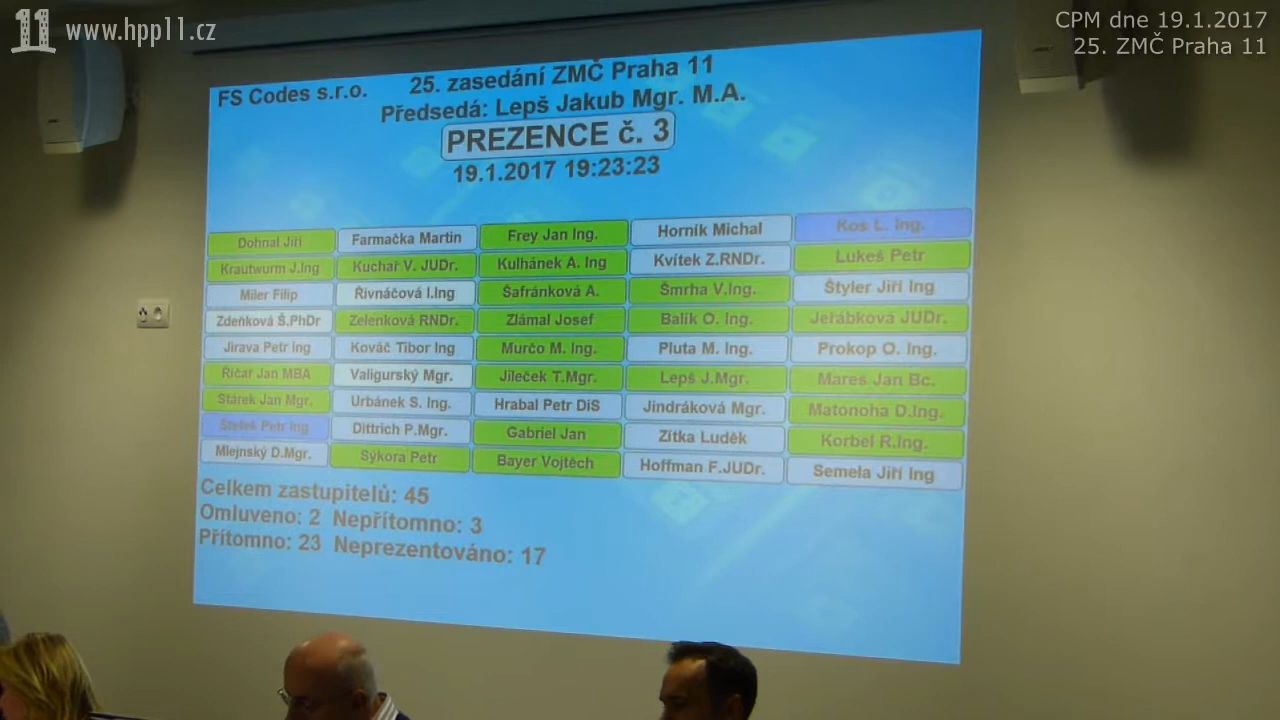 11 www.hpp11.cz
CPM dne 19.1.2017
25. ZMČ Praha 11
FS Codes s.r.o.
25. zasedání ZMČ Praha 11
Předsedá: Lepš Jakub Mgr. M.A.
PREZENCE č. 3
19.1.2017 19:23:23
Dohnal Jiří Farmačka Martin Frey Jan Ing. Horník Michal Kos L. Ing.
Krautwurm J.Ing Kuchař V. JUDr. Kulhánek A. Ing Kvítek Z.RNDr. Lukeš Petr
Miler Filip Řivnáčová I.Ing Šafránková A. Šmrha V.Ing. Štyler Jiří Ing
Zdeňková Š.PhDr Zelenková RNDr. Zlámal Josef Balík O. Ing. Jeřábková JUDr.
Jirava Petr Ing Kováč Tibor Ing Murčo M. Ing. Pluta M. Ing. Prokop O. Ing.
Říčař Jan MBA Valigurský Mgr. Jíleček T.Mgr. Lepš J.Mgr. Mareš Jan Bc.
Stárek Jan Mgr. Urbánek S. Ing. Hrabal Petr DiS Jindráková Mgr. Matonoha D.Ing.
Petr Ing Dittrich P.Mgr. Gabriel Jan Zítka Luděk Korbel R.Ing.
Mlejnský D.Mgr. Sýkora Petr Bayer Vojtěch Hoffman F.JUDr. Semela Jiří Ing
Celkem zastupitelů: 45
Omluveno: 2 Nepřítomno: 3
Přítomno: 23 Neprezentováno: 17